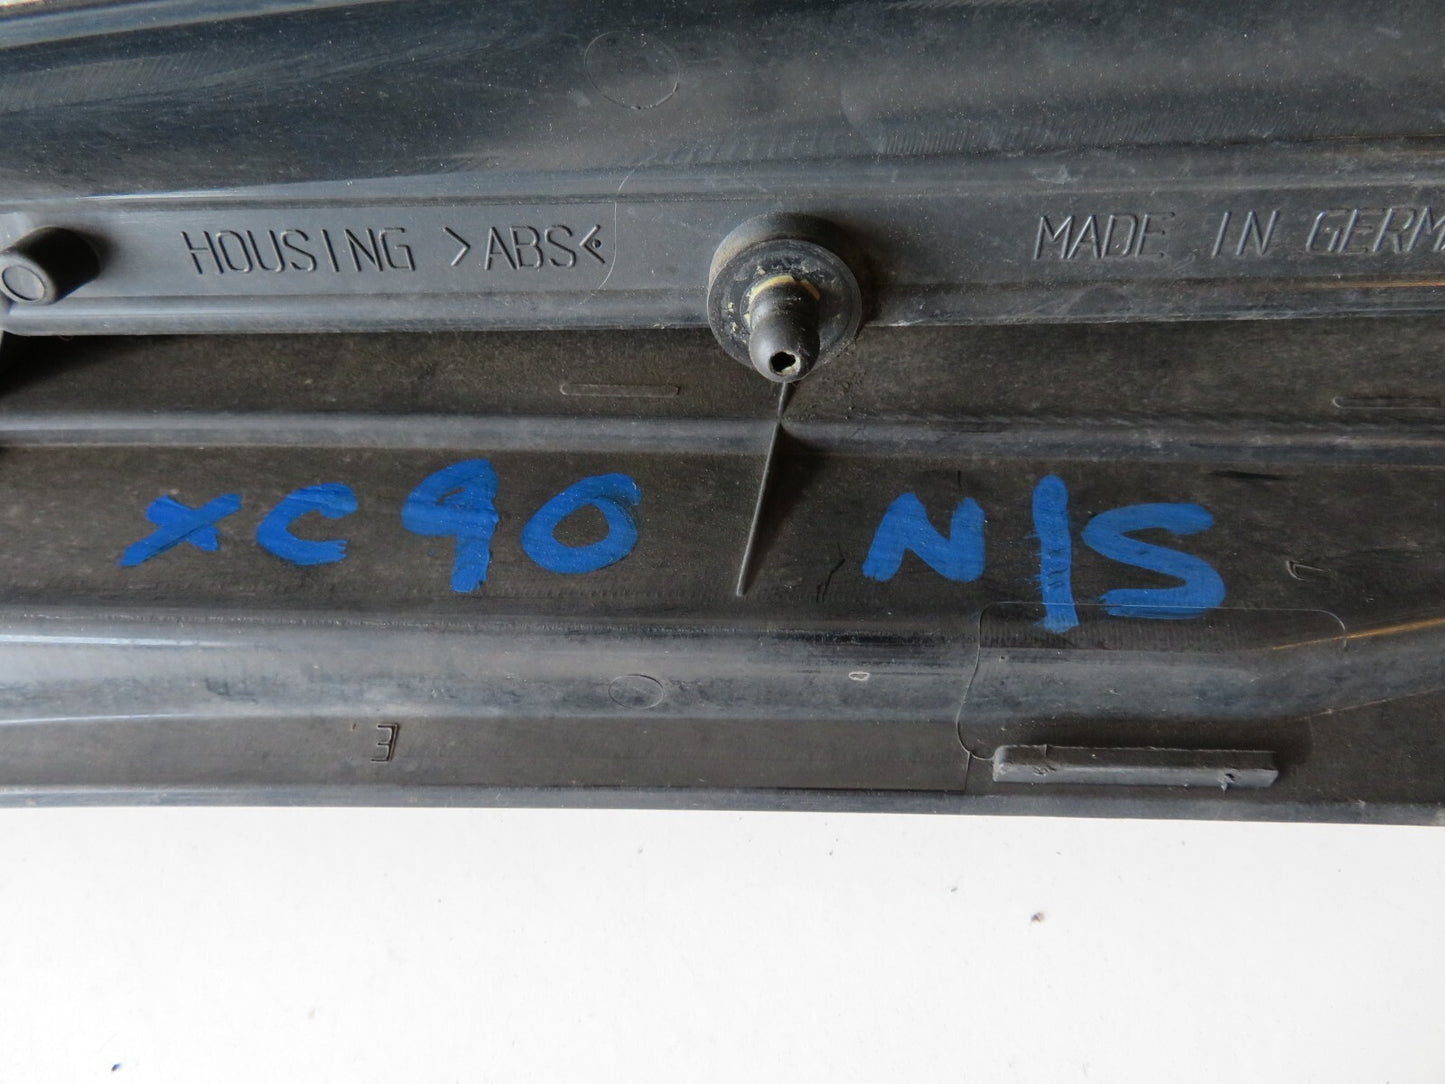 HOUSING >ABS< MADE IN GERM
XC90 N/S
E